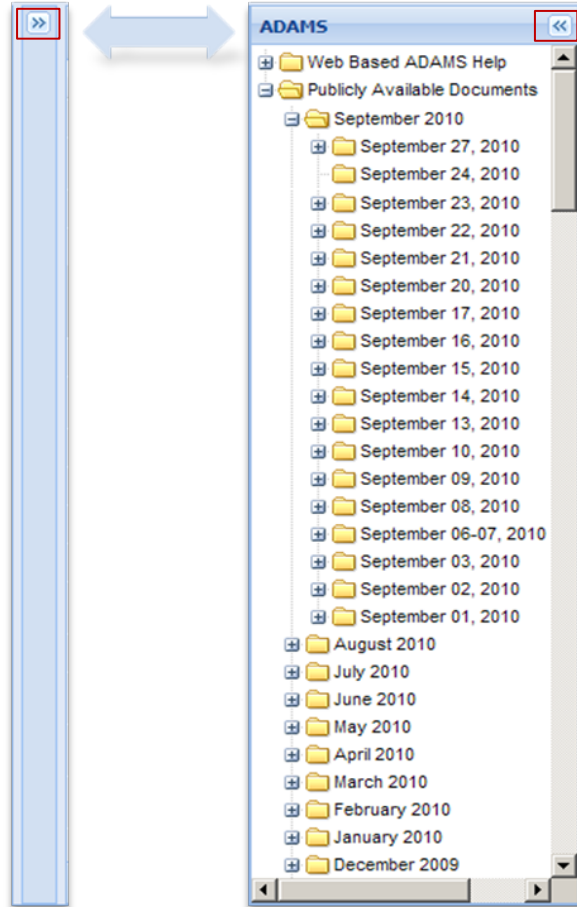 ADAMS
Web Based ADAMS Help
Publicly Available Documents
September 2010
September 27, 2010
September 24, 2010
September 23, 2010
September 22, 2010
September 21, 2010
September 20, 2010
September 17, 2010
September 16, 2010
September 15, 2010
September 14, 2010
September 13, 2010
September 10, 2010
September 09, 2010
September 08, 2010
September 06-07, 2010
September 03, 2010
September 02, 2010
September 01, 2010
August 2010
July 2010
June 2010
May 2010
April 2010
March 2010
February 2010
January 2010
December 2009